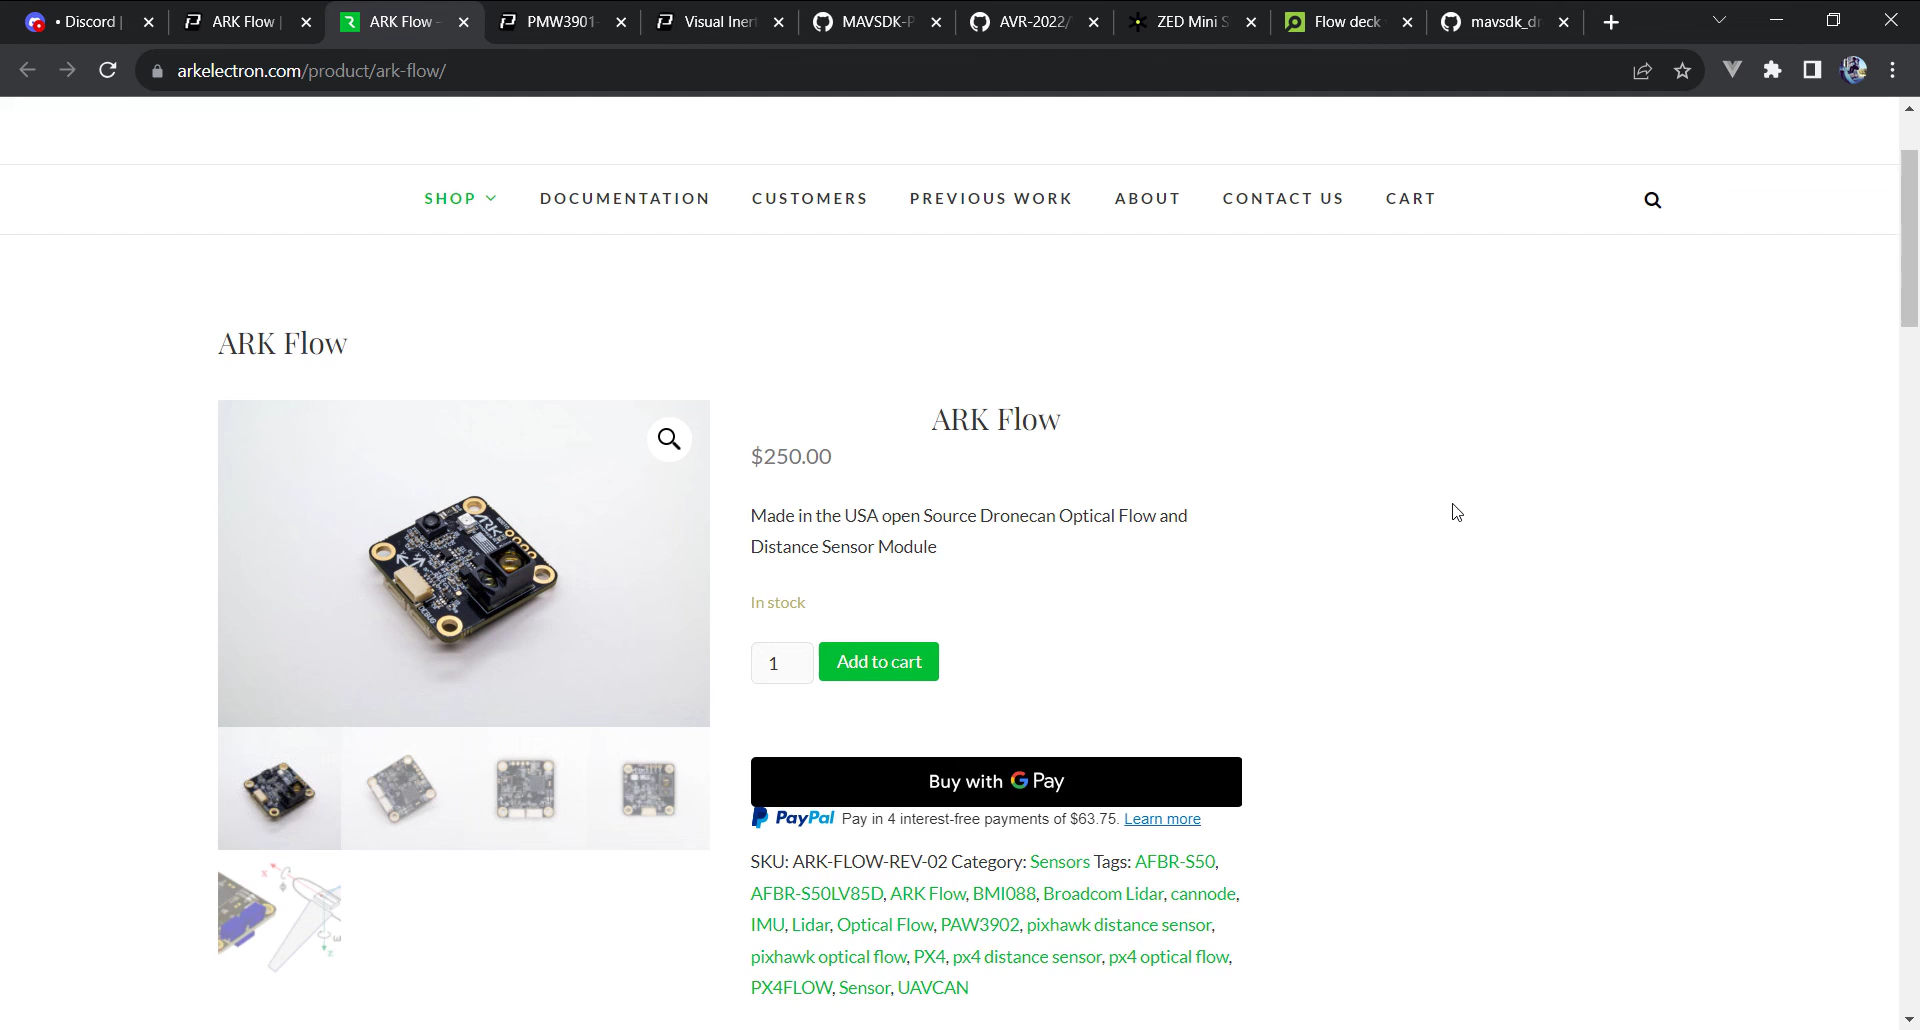 • Discord |
ARK Flow |
ARK Flow -
PMW3901-
Visual Iner
MAVSDK-P
AVR-2022/
ZED Mini S
Flow deck
mavsdk_dr
arkelectron.com/product/ark-flow/
SHOP
DOCUMENTATION
CUSTOMERS
PREVIOUS WORK
ABOUT
CONTACT US
CART
ARK Flow
ARK Flow
$250.00
Made in the USA open Source Dronecan Optical Flow and
Distance Sensor Module
In stock
1
Add to cart
Buy with G Pay
PayPal Pay in 4 interest-free payments of $63.75. Learn more
SKU: ARK-FLOW-REV-02 Category: Sensors Tags: AFBR-S50,
AFBR-S50LV85D, ARK Flow, BMI088, Broadcom Lidar, cannode,
IMU, Lidar, Optical Flow, PAW3902, pixhawk distance sensor,
pixhawk optical flow, PX4, px4 distance sensor, px4 optical flow,
PX4FLOW, Sensor, UAVCAN
ARK
DEBUG